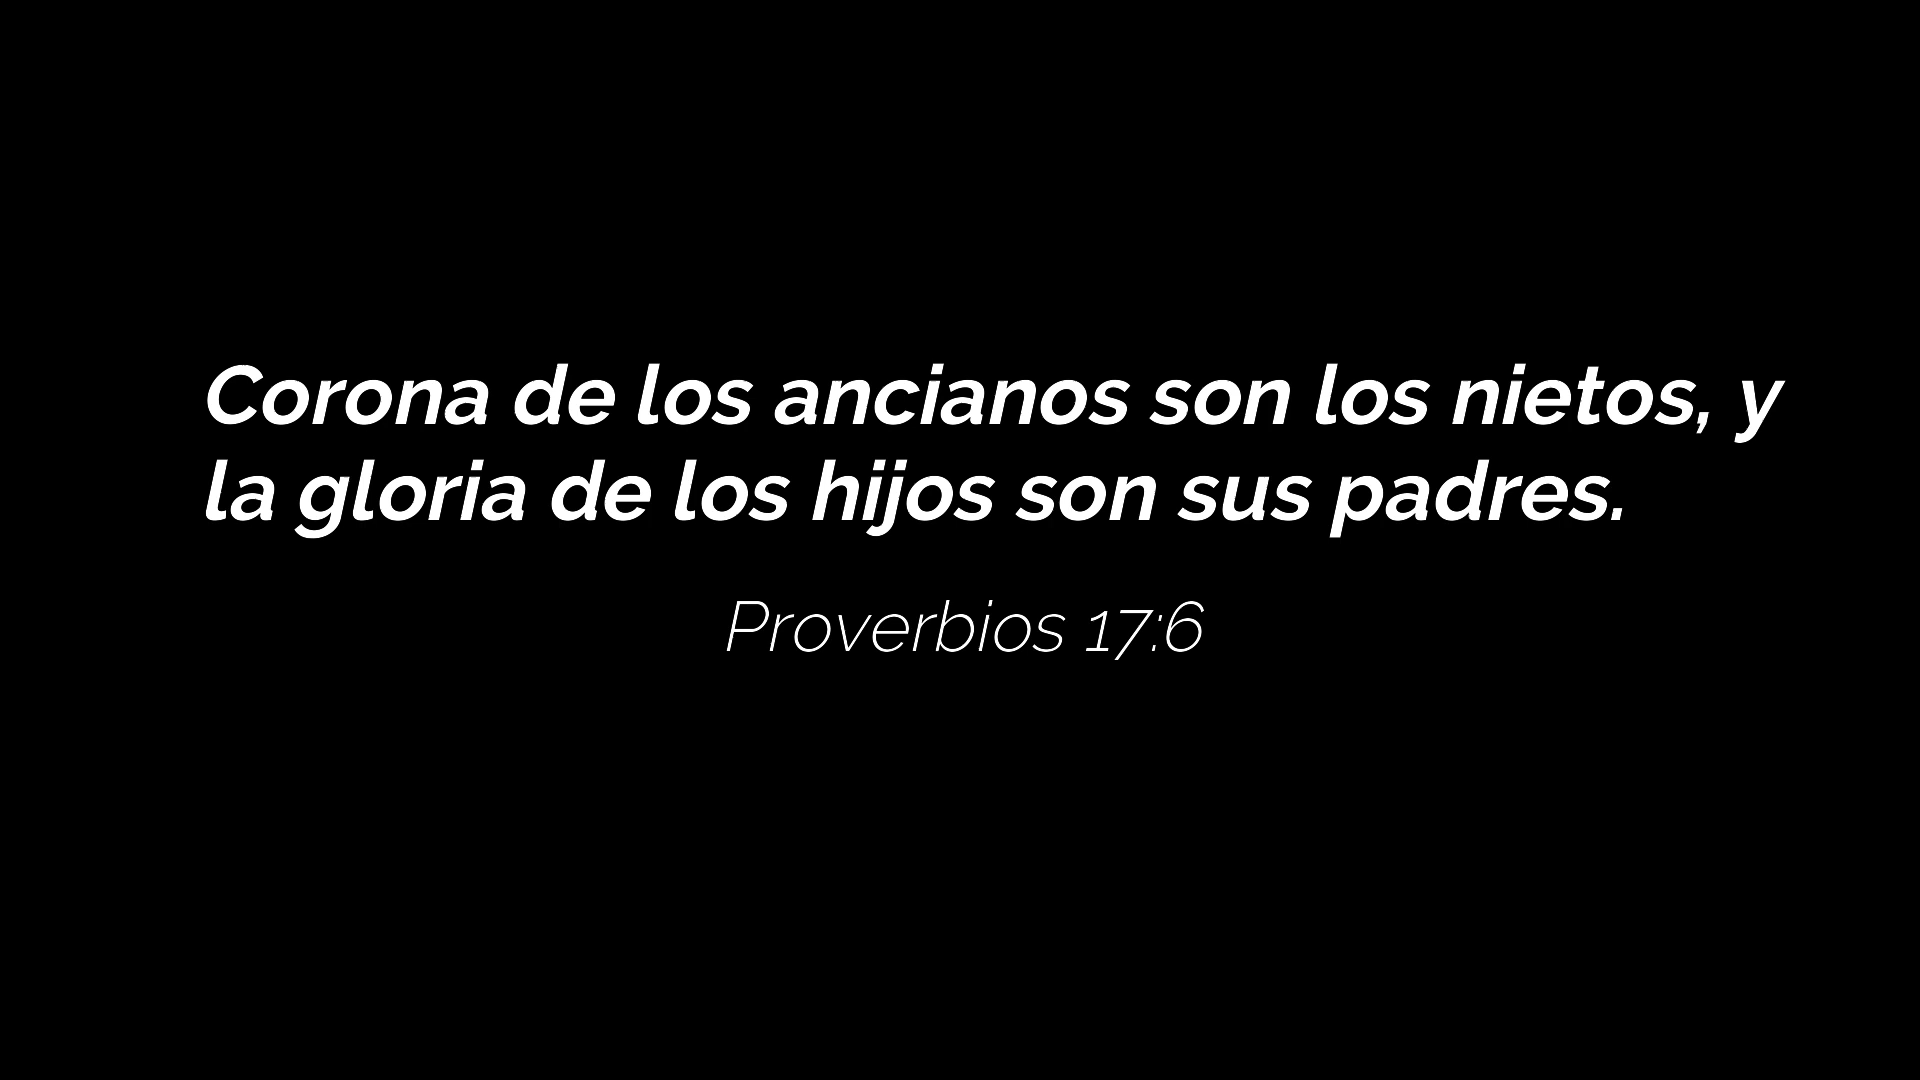 Corona de los ancianos son los nietos, y
la gloria de los hijos son sus padres.
Proverbios 17:6